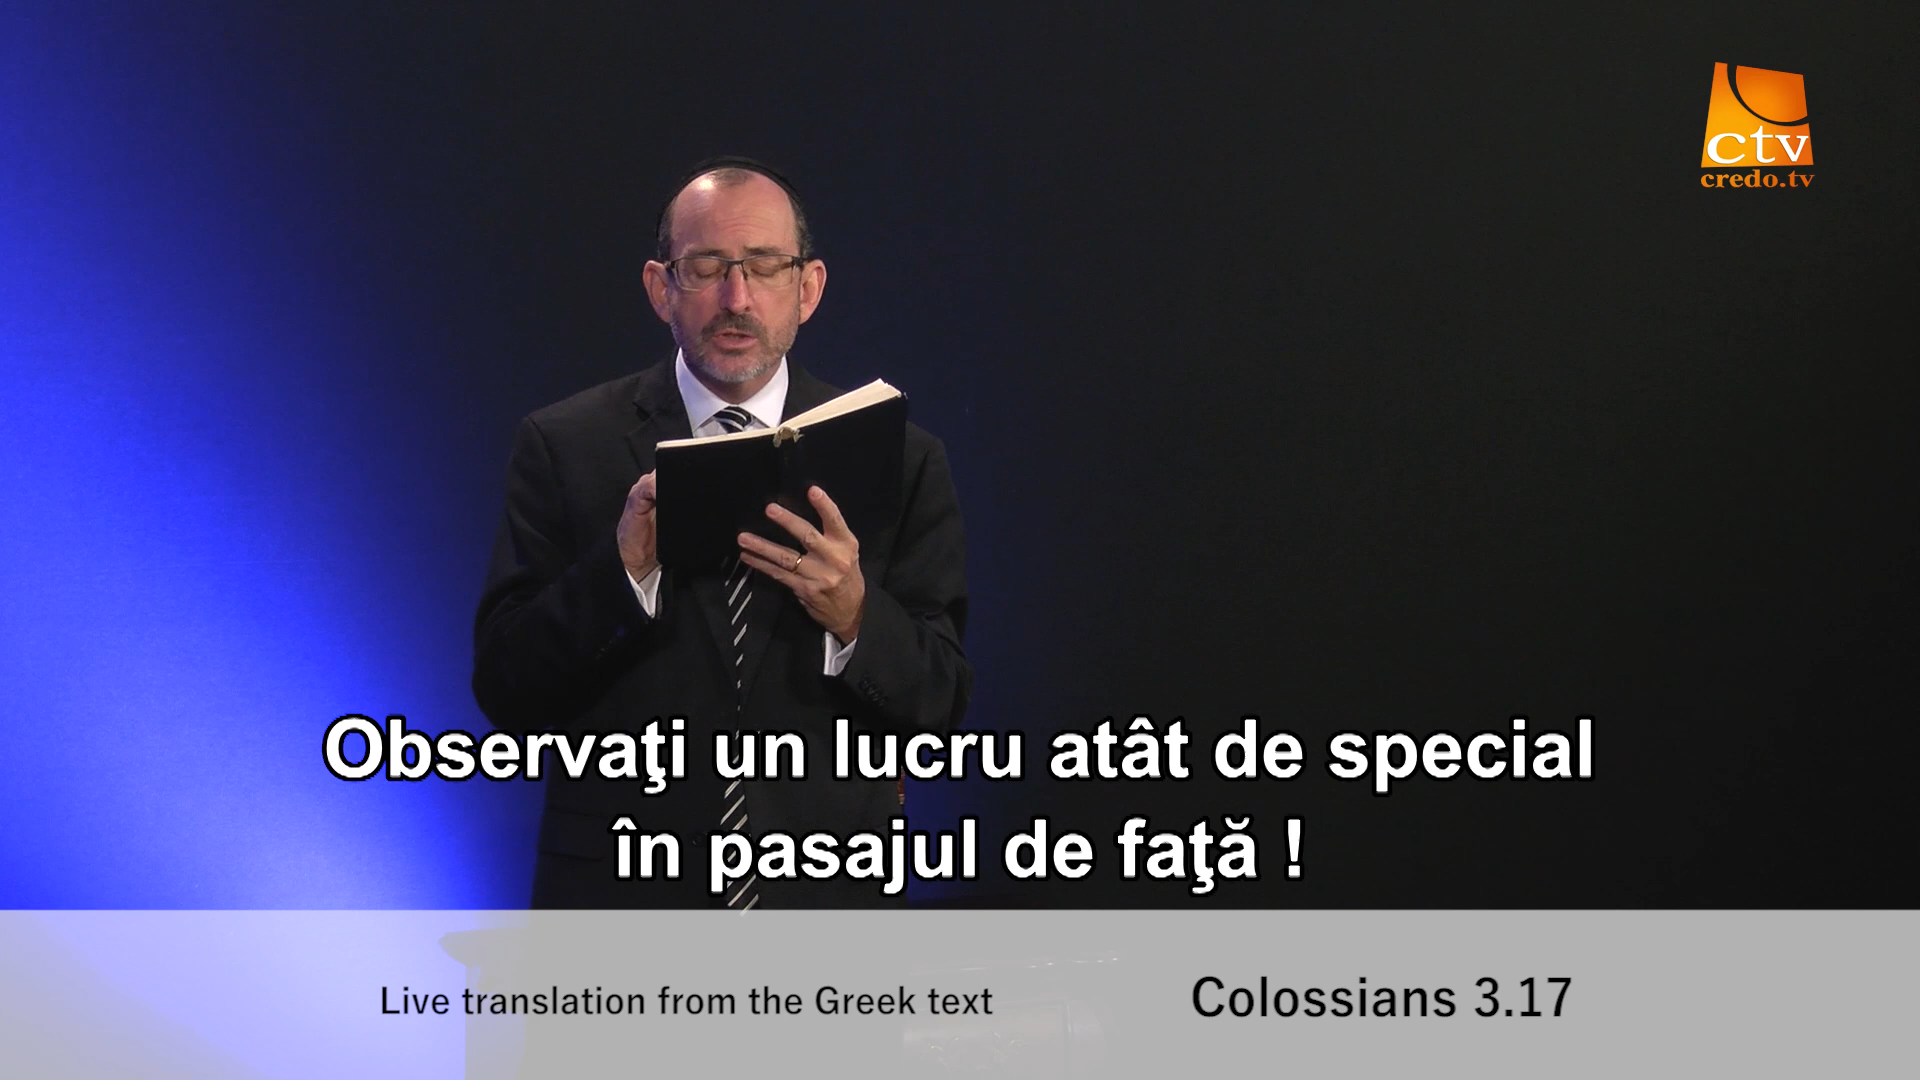 ctv
credo.tv
Observaţi un lucru atât de special
în pasajul de faţă !
Live translation from the Greek text
Colossians 3.17